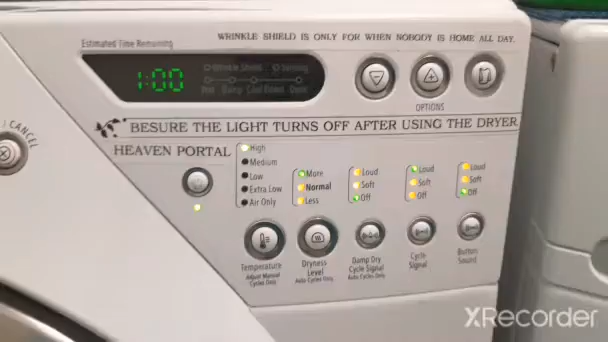 WRINKLE SHIELD IS ONLY FOR WHEN NOBODY IS HOME ALL DAY.
Estimated Time Remaining
Wrinkle Shield Sensing
1:00
Damp Cool Down Done
OPTIONS
BESURE THE LIGHT TURNS OFF AFTER USING THE DRYER
CANCEL
HEAVEN PORTAL
High
Medium
Low
Extra Low
Air Only
More
Normal
Less
Loud
Soft
Off
Loud
Soft
Off
Loud
Soft
Off
Temperature
Adjust Manual
Cycles Only
Dryness
Level
Auto Cycles Only
Damp Dry
Cycle Signal
Auto Cycles Only
Cycle
Signal
Button
Sound
XRecorder